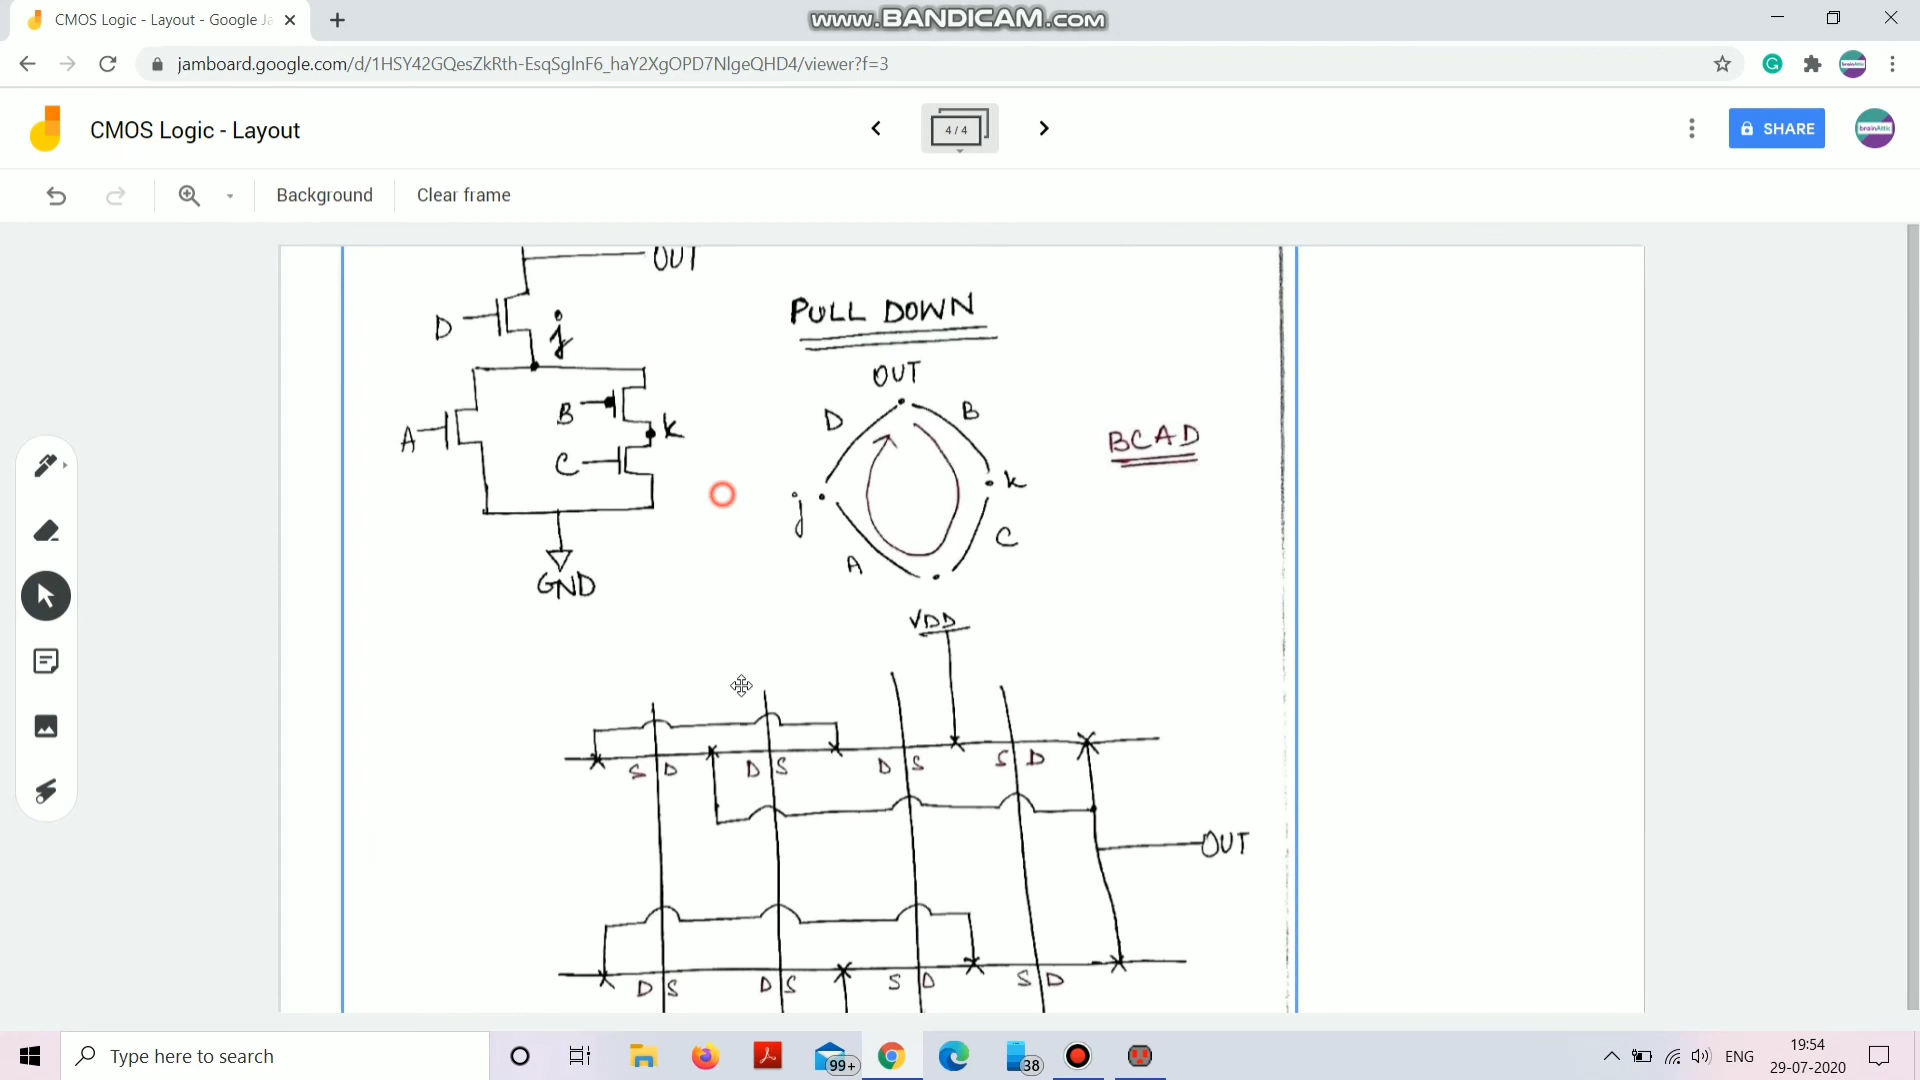 CMOS Logic - Layout - Google Ja
www.BANDICAM.com
jamboard.google.com/d/1HSY42GQesZkRth-EsqSgInF6_haY2XgOPD7NlgeQHD4/viewer?f=3
CMOS Logic - Layout
4 / 4
SHARE
brainAttic
Background
Clear frame
OUT
D
j
A
B
K
C
GND
PULL DOWN
OUT
D
B
j
K
A
C
BCAD
VDD
S D
D S
D S
S D
OUT
D S
D S
S D
S D
Type here to search
99+
38
ENG
19:54
29-07-2020